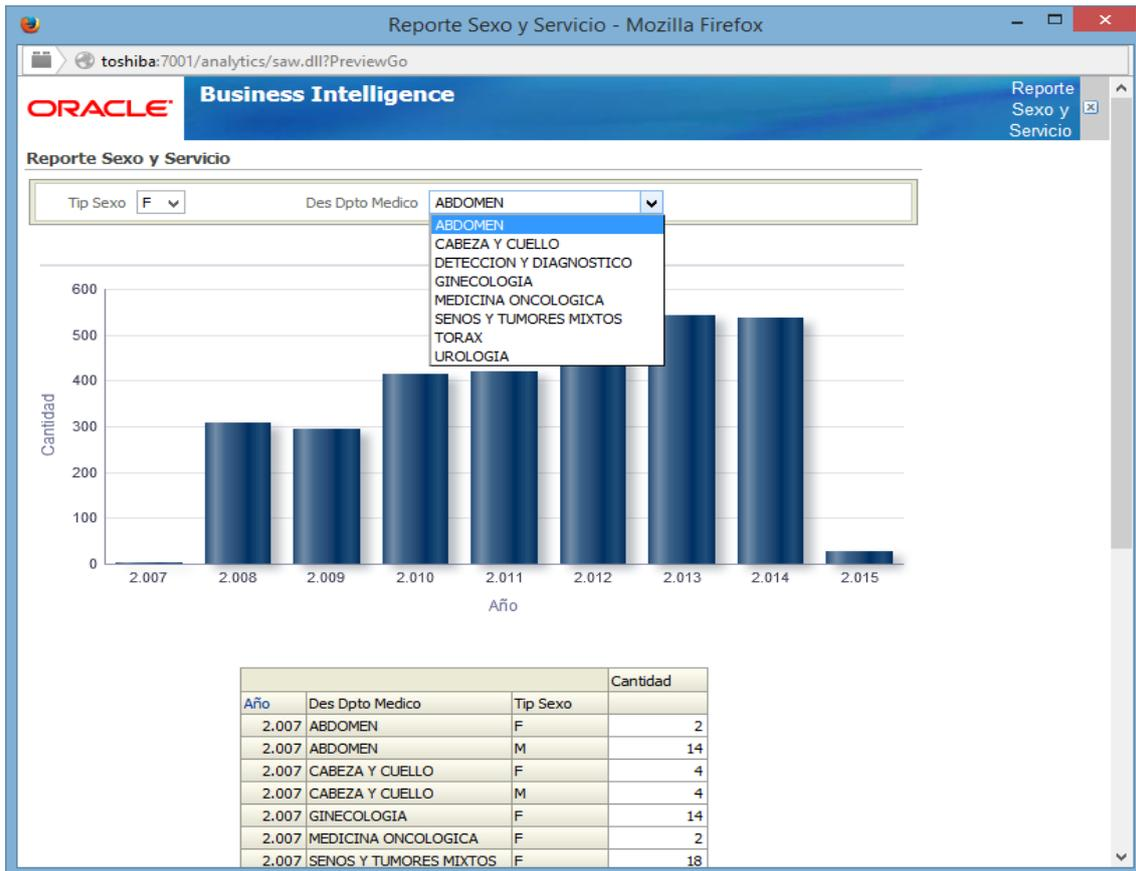 Reporte Sexo y Servicio - Mozilla Firefox
toshiba:7001/analytics/saw.dll?PreviewGo
ORACLE
Business Intelligence
Reporte
Sexo y
Servicio
Reporte Sexo y Servicio
Tip Sexo F Des Dpto Medico ABDOMEN
ABDOMEN
CABEZA Y CUELLO
DETECCION Y DIAGNOSTICO
GINECOLOGIA
MEDICINA ONCOLOGICA
SENOS Y TUMORES MIXTOS
TORAX
UROLOGIA
600
500
400
300
200
100
0
Cantidad
2.007 2.008 2.009 2.010 2.011 2.012 2.013 2.014 2.015
Año
Cantidad
Año Des Dpto Medico Tip Sexo
2.007 ABDOMEN F 2
2.007 ABDOMEN M 14
2.007 CABEZA Y CUELLO F 4
2.007 CABEZA Y CUELLO M 4
2.007 GINECOLOGIA F 14
2.007 MEDICINA ONCOLOGICA F 2
2.007 SENOS Y TUMORES MIXTOS F 18